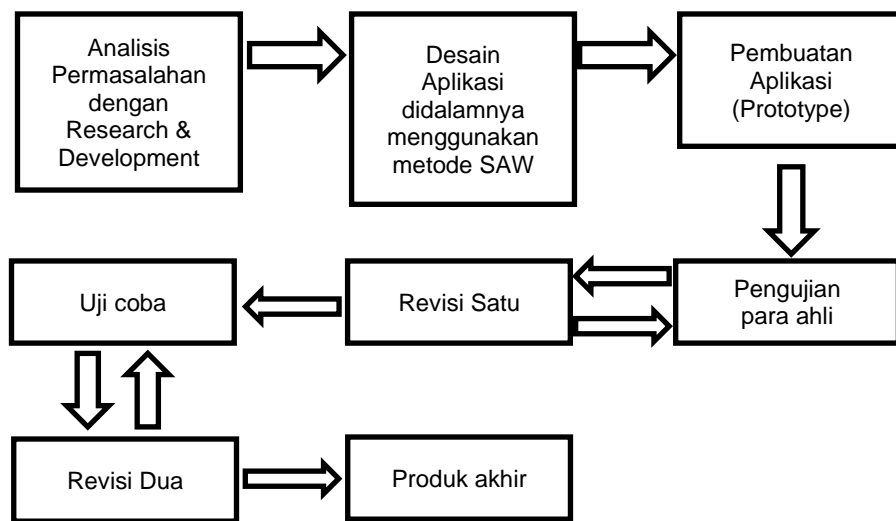 Analisis
Permasalahan
dengan
Research &
Development
Desain
Aplikasi
didalamnya
menggunakan
metode SAW
Pembuatan
Aplikasi
(Prototype)
Pengujian
para ahli
Revisi Satu
Uji coba
Revisi Dua
Produk akhir